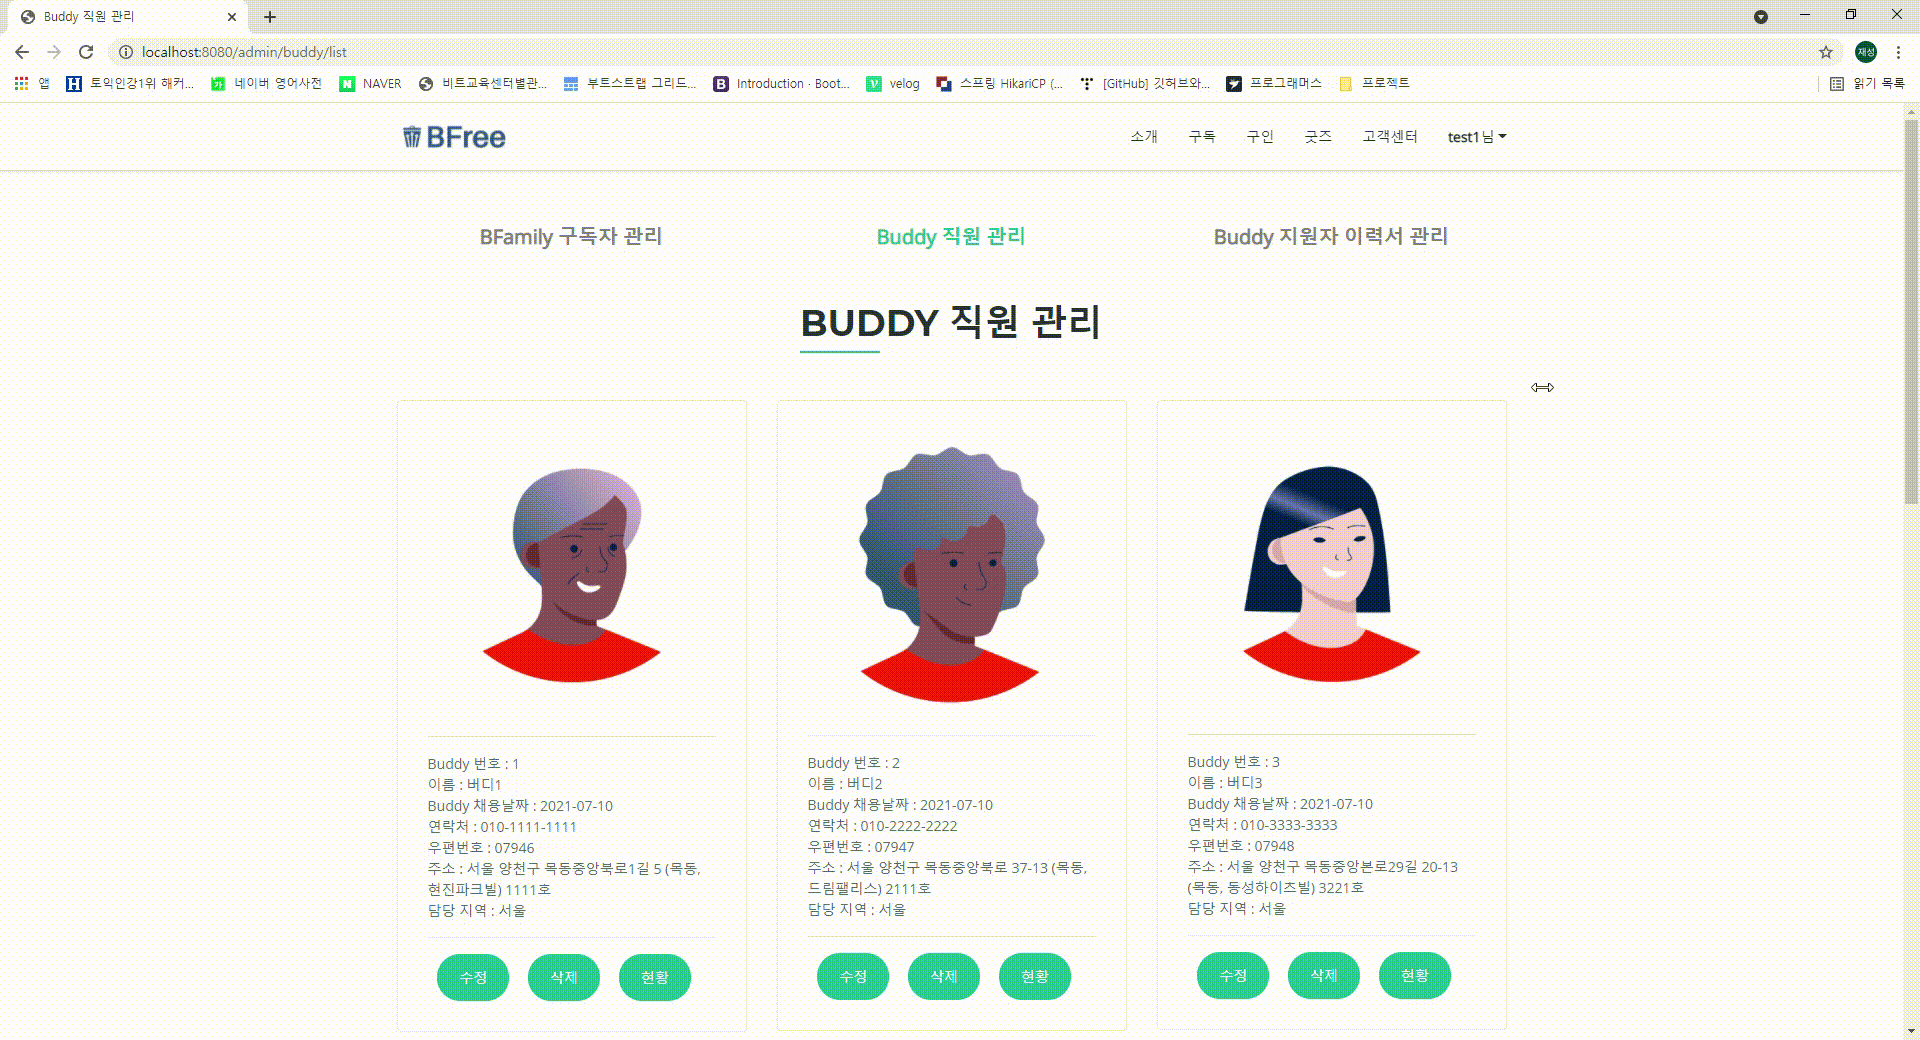 Buddy 직원 관리
localhost:8080/admin/buddy/list
재성
앱 토익인강1위 해커... 네이버 영어사전 NAVER 비트교육센터별관... 부트스트랩 그리드... Introduction · Boot... velog 스프링 HikariCP (... [GitHub] 깃허브와... 프로그래머스 프로젝트 읽기 목록
BFree 소개 구독 구인 굿즈 고객센터 test1님
BFamily 구독자 관리 Buddy 직원 관리 Buddy 지원자 이력서 관리
BUDDY 직원 관리
Buddy 번호 : 1
이름 : 버디1
Buddy 채용날짜 : 2021-07-10
연락처 : 010-1111-1111
우편번호 : 07946
주소 : 서울 양천구 목동중앙북로1길 5 (목동,
현진파크빌) 1111호
담당 지역 : 서울
수정 삭제 현황
Buddy 번호 : 2
이름 : 버디2
Buddy 채용날짜 : 2021-07-10
연락처 : 010-2222-2222
우편번호 : 07947
주소 : 서울 양천구 목동중앙북로 37-13 (목동,
드림팰리스) 2111호
담당 지역 : 서울
수정 삭제 현황
Buddy 번호 : 3
이름 : 버디3
Buddy 채용날짜 : 2021-07-10
연락처 : 010-3333-3333
우편번호 : 07948
주소 : 서울 양천구 목동중앙본로29길 20-13
(목동, 동성하이츠빌) 3221호
담당 지역 : 서울
수정 삭제 현황